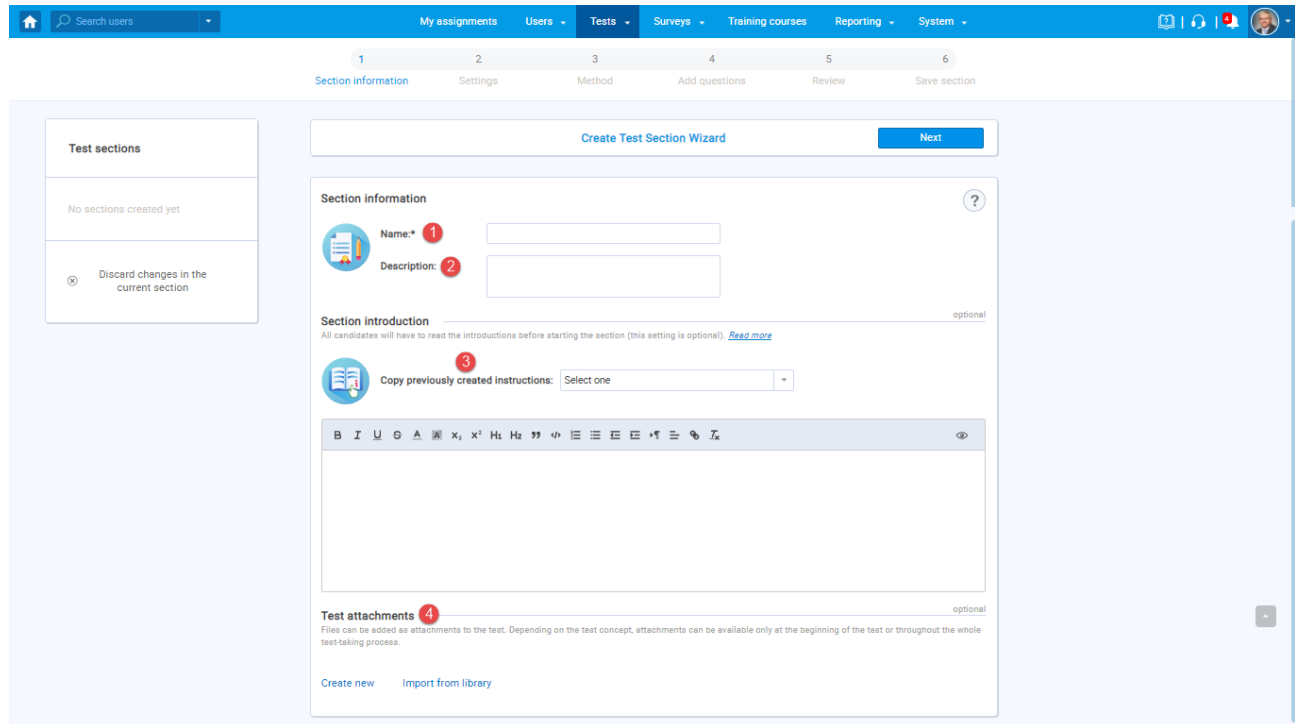 Search users
My assignments Users Tests Surveys Training courses Reporting System
4
1 2 3 4 5 6
Section information Settings Method Add questions Review Save section
Test sections
No sections created yet
Discard changes in the
current section
Create Test Section Wizard
Next
Section information
?
Name:* 1
Description: 2
Section introduction
optional
All candidates will have to read the introductions before starting the section (this setting is optional). Read more
3
Copy previously created instructions: Select one
B I U S A A X₁ X² H₁ H₂ ❞ </> ¶ Tx
Test attachments 4
optional
Files can be added as attachments to the test. Depending on the test concept, attachments can be available only at the beginning of the test or throughout the whole
test-taking process.
Create new Import from library